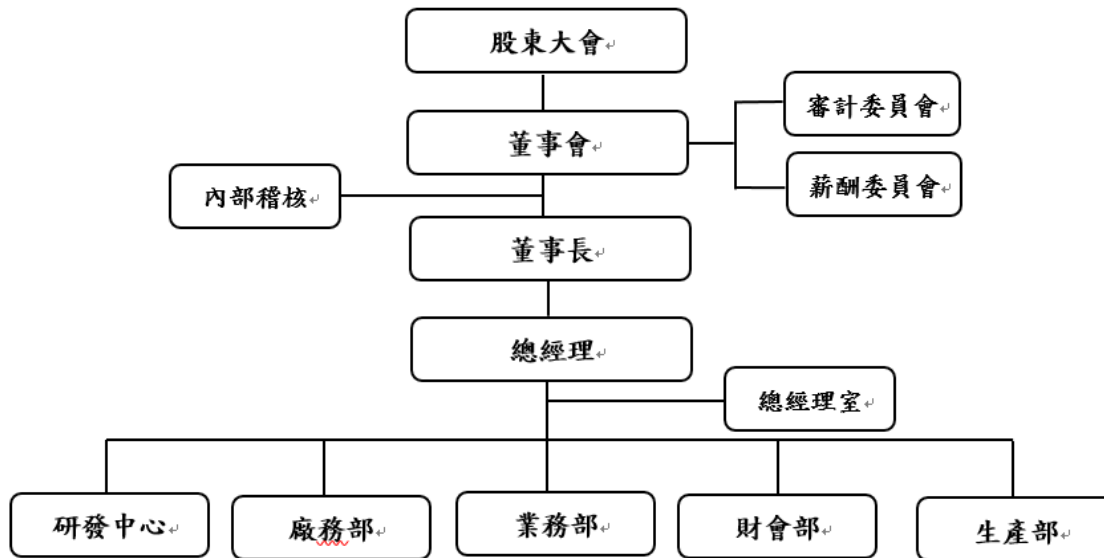 股東大會
審計委員會
董事會
薪酬委員會
內部稽核
董事長
總經理
總經理室
研發中心
廠務部
業務部
財會部
生產部